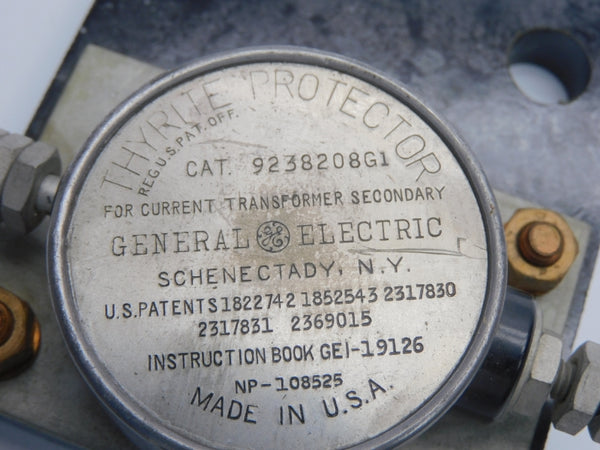 THYRITE PROTECTOR
REG.U.S.PAT.OFF.
CAT. 9238208G1
FOR CURRENT TRANSFORMER SECONDARY
GENERAL GE ELECTRIC
SCHENECTADY, N.Y.
U.S.PATENTS 1822742 1852543 2317830
2317831 2369015
INSTRUCTION BOOK GEI-19126
NP-108525
MADE IN U.S.A.